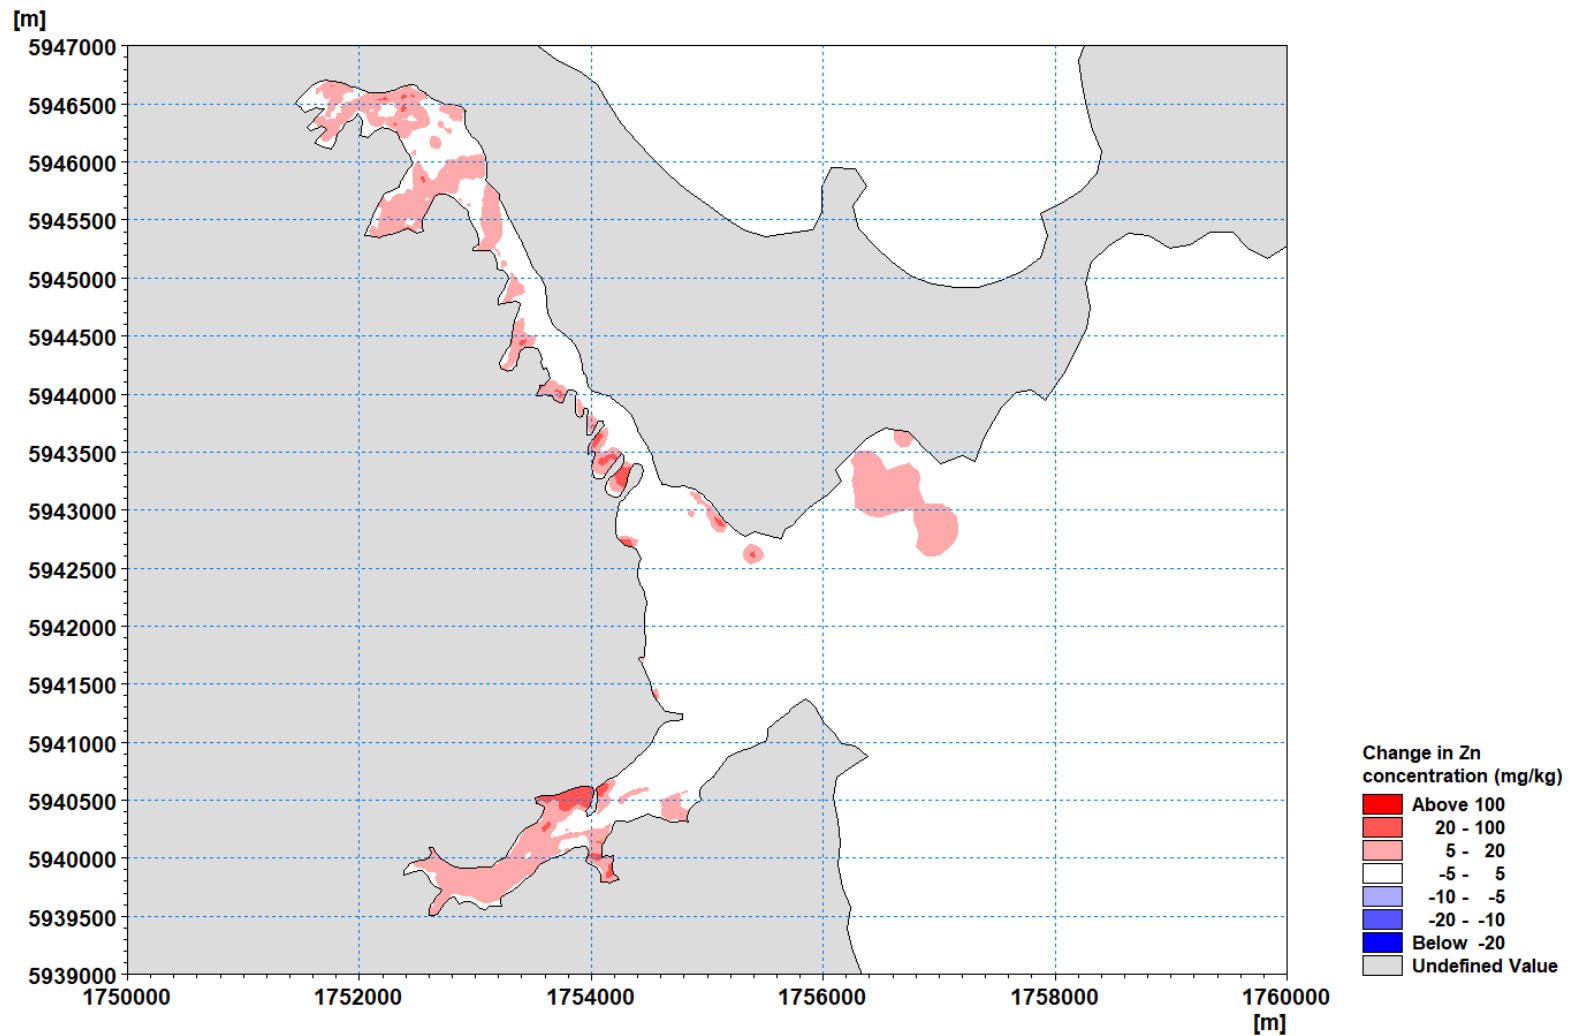 [m]
5947000
5946500
5946000
5945500
5945000
5944500
5944000
5943500
5943000
5942500
5942000
5941500
5941000
5940500
5940000
5939500
5939000
1750000 1752000 1754000 1756000 1758000 1760000
[m]
Change in Zn
concentration (mg/kg)
Above 100
20 - 100
5 - 20
-5 - 5
-10 - -5
-20 - -10
Below -20
Undefined Value